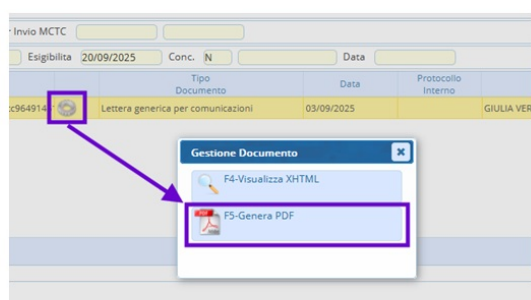 Invio MCTC
Esigibilita 20/09/2025 Conc. N Data
Tipo Documento Data Protocollo Interno
:c964914 Lettera generica per comunicazioni 03/09/2025 GIULIA VER
Gestione Documento
F4-Visualizza XHTML
F5-Genera PDF